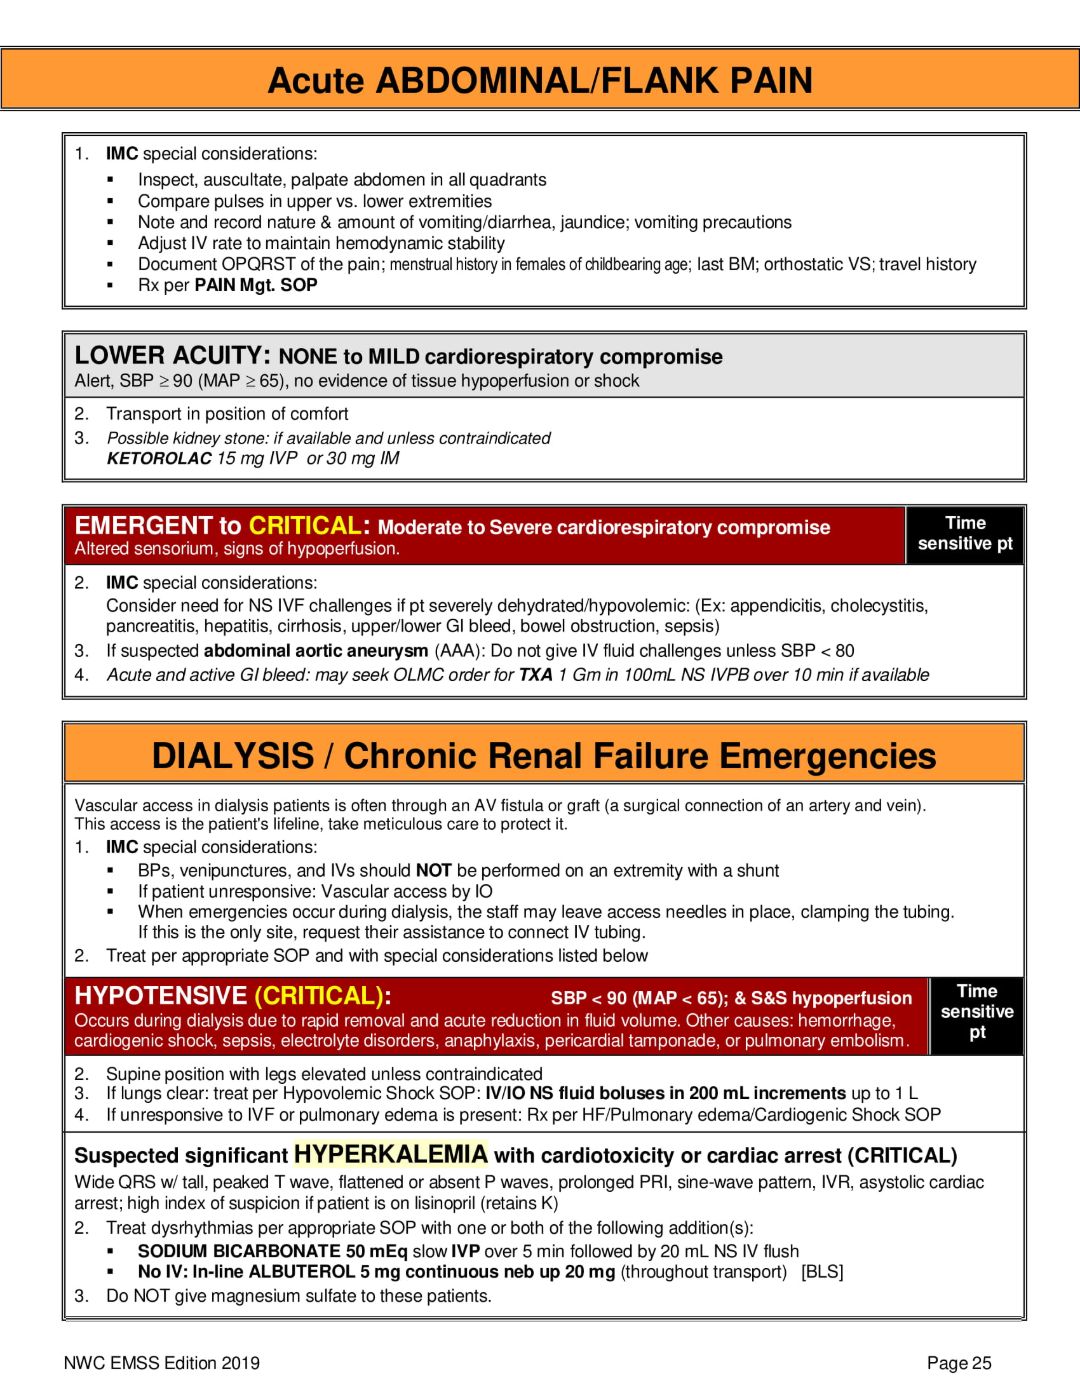 Acute ABDOMINAL/FLANK PAIN
1. IMC special considerations:
▪ Inspect, auscultate, palpate abdomen in all quadrants
▪ Compare pulses in upper vs. lower extremities
▪ Note and record nature & amount of vomiting/diarrhea, jaundice; vomiting precautions
▪ Adjust IV rate to maintain hemodynamic stability
▪ Document OPQRST of the pain; menstrual history in females of childbearing age; last BM; orthostatic VS; travel history
▪ Rx per PAIN Mgt. SOP
LOWER ACUITY: NONE to MILD cardiorespiratory compromise
Alert, SBP ≥ 90 (MAP ≥ 65), no evidence of tissue hypoperfusion or shock
2. Transport in position of comfort
3. Possible kidney stone: if available and unless contraindicated
KETOROLAC 15 mg IVP or 30 mg IM
EMERGENT to CRITICAL: Moderate to Severe cardiorespiratory compromise
Altered sensorium, signs of hypoperfusion.
Time
sensitive pt
2. IMC special considerations:
Consider need for NS IVF challenges if pt severely dehydrated/hypovolemic: (Ex: appendicitis, cholecystitis,
pancreatitis, hepatitis, cirrhosis, upper/lower GI bleed, bowel obstruction, sepsis)
3. If suspected abdominal aortic aneurysm (AAA): Do not give IV fluid challenges unless SBP < 80
4. Acute and active GI bleed: may seek OLMC order for TXA 1 Gm in 100mL NS IVPB over 10 min if available
DIALYSIS / Chronic Renal Failure Emergencies
Vascular access in dialysis patients is often through an AV fistula or graft (a surgical connection of an artery and vein).
This access is the patient's lifeline, take meticulous care to protect it.
1. IMC special considerations:
▪ BPs, venipunctures, and IVs should NOT be performed on an extremity with a shunt
▪ If patient unresponsive: Vascular access by IO
▪ When emergencies occur during dialysis, the staff may leave access needles in place, clamping the tubing.
If this is the only site, request their assistance to connect IV tubing.
2. Treat per appropriate SOP and with special considerations listed below
HYPOTENSIVE (CRITICAL): SBP < 90 (MAP < 65); & S&S hypoperfusion
Occurs during dialysis due to rapid removal and acute reduction in fluid volume. Other causes: hemorrhage,
cardiogenic shock, sepsis, electrolyte disorders, anaphylaxis, pericardial tamponade, or pulmonary embolism.
Time
sensitive
pt
2. Supine position with legs elevated unless contraindicated
3. If lungs clear: treat per Hypovolemic Shock SOP: IV/IO NS fluid boluses in 200 mL increments up to 1 L
4. If unresponsive to IVF or pulmonary edema is present: Rx per HF/Pulmonary edema/Cardiogenic Shock SOP
Suspected significant HYPERKALEMIA with cardiotoxicity or cardiac arrest (CRITICAL)
Wide QRS w/ tall, peaked T wave, flattened or absent P waves, prolonged PRI, sine-wave pattern, IVR, asystolic cardiac
arrest; high index of suspicion if patient is on lisinopril (retains K)
2. Treat dysrhythmias per appropriate SOP with one or both of the following addition(s):
▪ SODIUM BICARBONATE 50 mEq slow IVP over 5 min followed by 20 mL NS IV flush
▪ No IV: In-line ALBUTEROL 5 mg continuous neb up 20 mg (throughout transport) [BLS]
3. Do NOT give magnesium sulfate to these patients.
NWC EMSS Edition 2019
Page 25